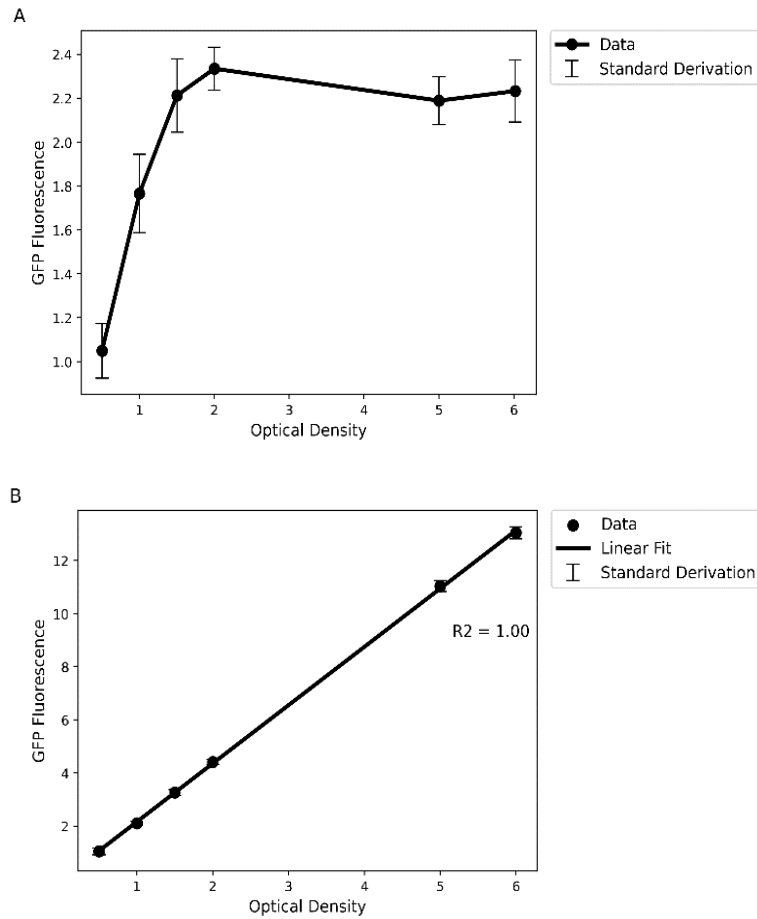 A
2.4
2.2
2.0
1.8
1.6
1.4
1.2
1.0
GFP Fluorescence
1 2 3 4 5 6
Optical Density
Data
Standard Derivation
B
12
10
8
6
4
2
GFP Fluorescence
R2 = 1.00
1 2 3 4 5 6
Optical Density
Data
Linear Fit
Standard Derivation